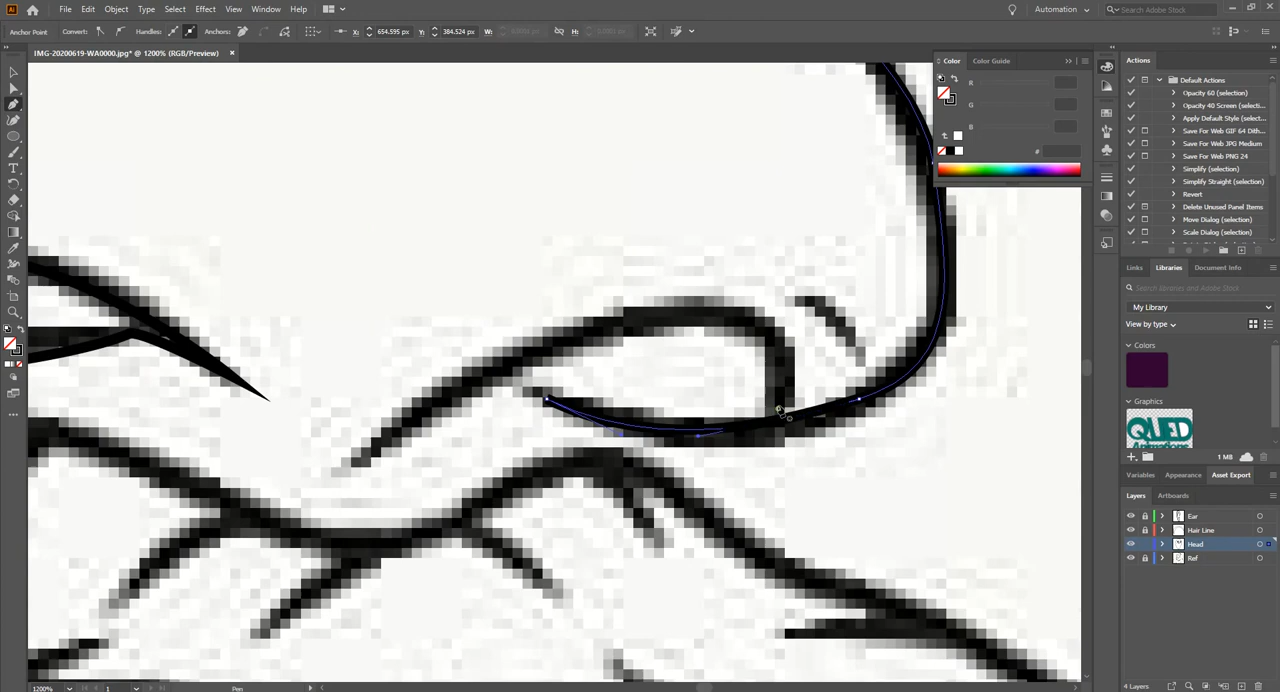 File Edit Object Type Select Effect View Window Help
Automation
Search Adobe Stock
Anchor Point Convert: Handles: Anchors: X: 654.595 px Y: 384.524 px W: H:
IMG-20200619-WA0000.jpg* @ 1200% (RGB/Preview) ×
Color Color Guide
R
G
B
#
Actions
Default Actions
Opacity 60 (selection)
Opacity 40 Screen (selecti...
Apply Default Style (select...
Save For Web GIF 64 Dith...
Save For Web JPG Medium
Save For Web PNG 24
Simplify (selection)
Simplify Straight (selection)
Revert
Delete Unused Panel Items
Move Dialog (selection)
Scale Dialog (selection)
Links Libraries Document Info
Search libraries - Adobe Stock
My Library
View by type
Colors
Graphics
1 MB
Variables Appearance Asset Export
Layers Artboards
Ear
Hair Line
Head
Ref
4 Layers
1200% 1 Pen